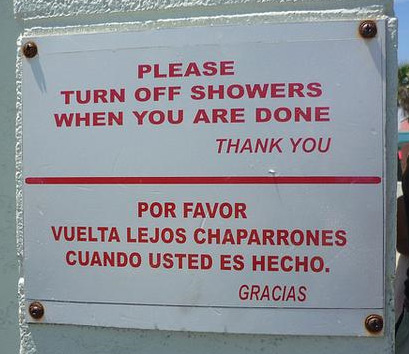 PLEASE
TURN OFF SHOWERS
WHEN YOU ARE DONE
THANK YOU
POR FAVOR
VUELTA LEJOS CHAPARRONES
CUANDO USTED ES HECHO.
GRACIAS